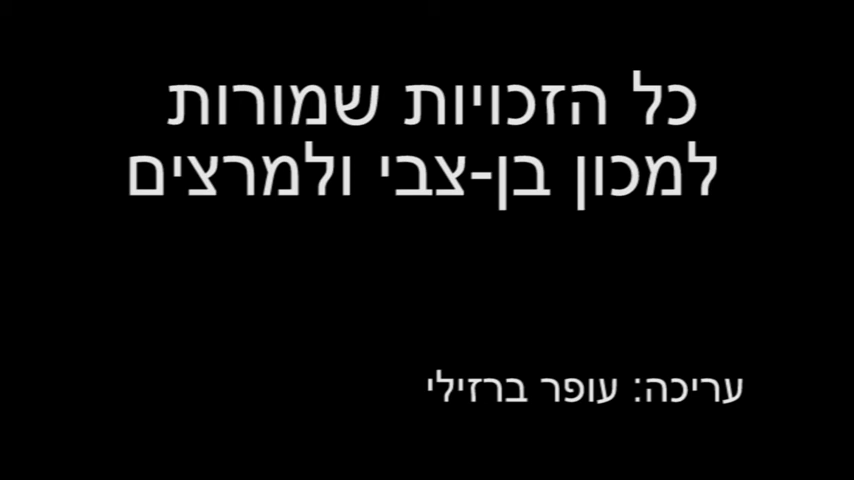 כל הזכויות שמורות
למכון בן-צבי ולמרצים
עריכה: עופר ברזילי